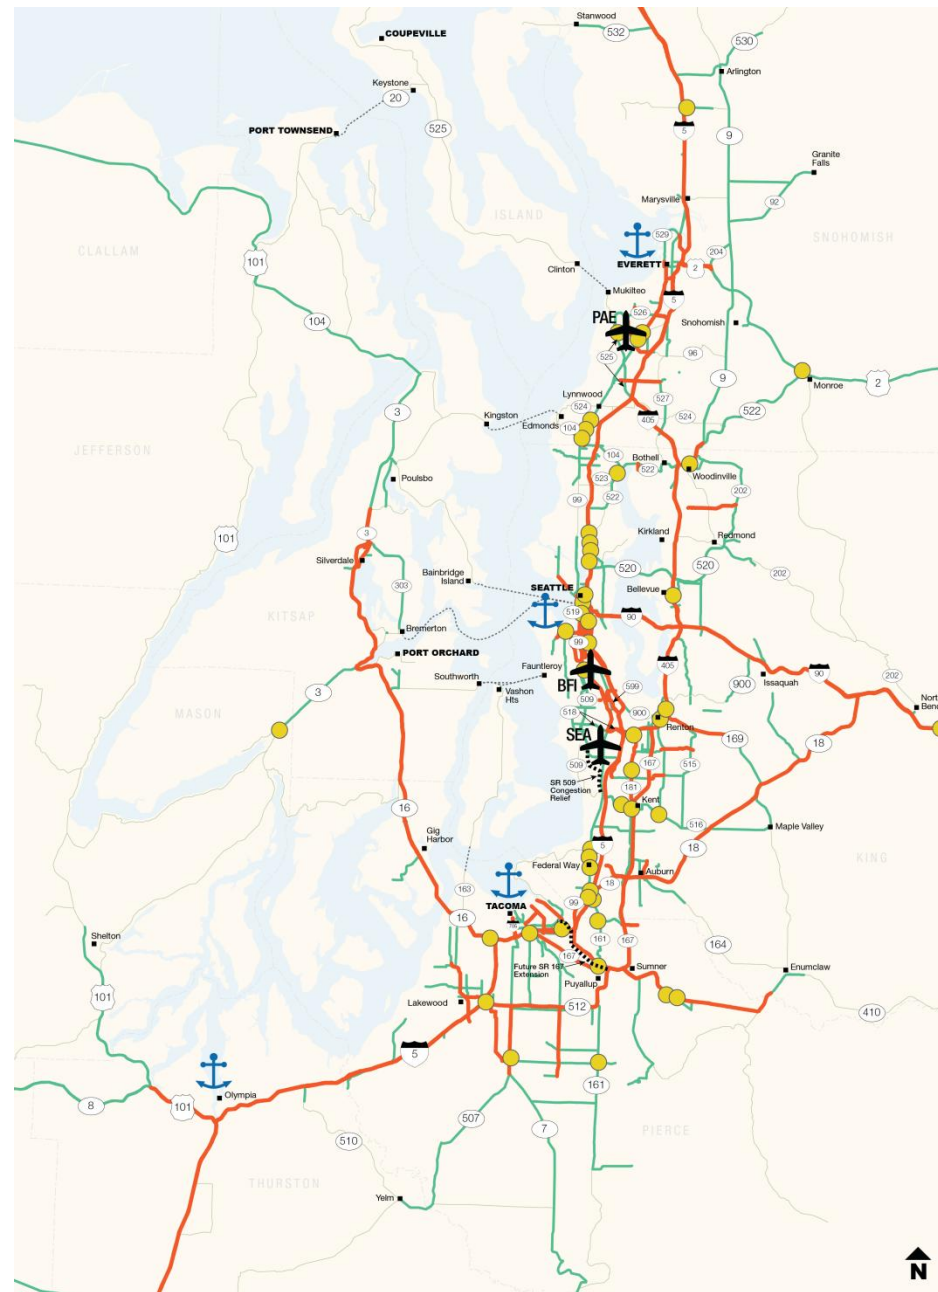 Stanwood
532
530
COUPEVILLE
Arlington
Keystone
20
5
PORT TOWNSEND
525
9
Granite
Falls
92
Marysville
ISLAND
SNOHOMISH
CLALLAM
529
204
101
Clinton
EVERETT
2
Mukilteo
5
104
PAE
526
Snohomish
525
96
9
Monroe
2
3
Lynnwood
527
524
405
524
522
Kingston
Edmonds
104
JEFFERSON
104
Bothell
522
Woodinville
Poulsbo
523
202
99
522
3
101
Kirkland
Redmond
Silverdale
520
520
202
Bainbridge
Island
SEATTLE
Bellevue
303
519
90
KITSAP
Bremerton
99
PORT ORCHARD
405
Fauntleroy
Southworth
BFI
599
900
90
202
Vashon
Hts
509
Issaquah
3
North
Bend
MASON
518
900
SEA
Renton
169
18
509
167
515
SR 509
Congestion
Relief
181
16
Kent
516
Maple Valley
Gig
Harbor
5
18
Federal Way
KING
Auburn
18
163
TACOMA
99
16
161
167
164
Shelton
167
Future SR 167
Extension
Sumner
Enumclaw
Puyallup
101
Lakewood
512
410
5
161
Olympia
8
101
507
7
510
PIERCE
THURSTON
Yelm
N